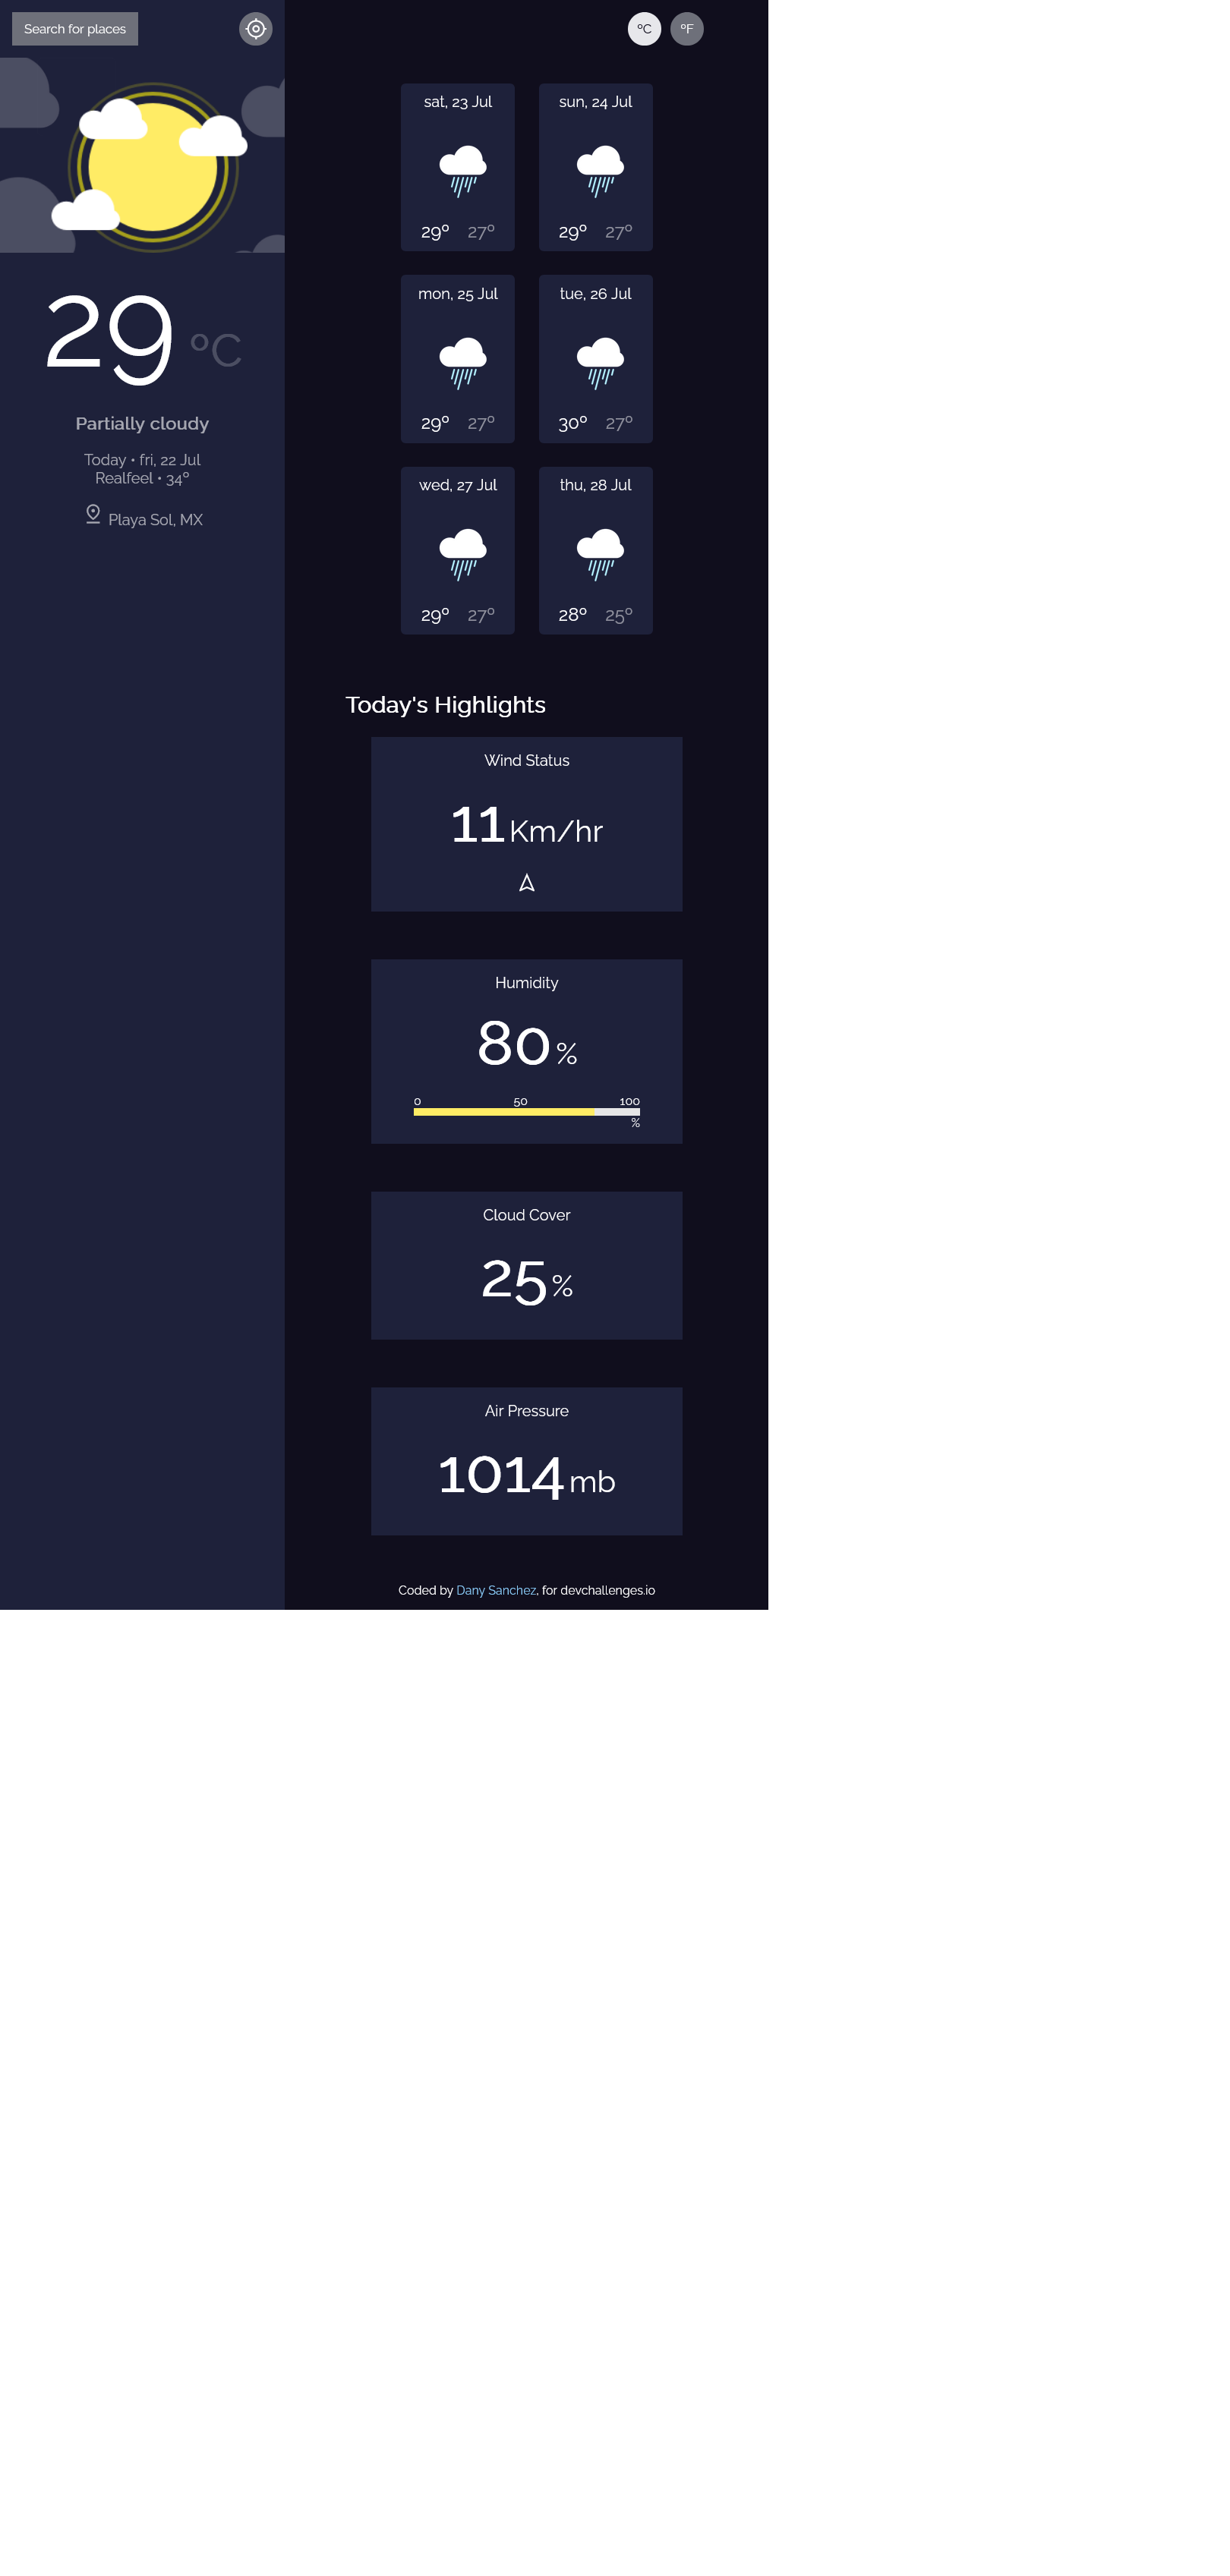 Search for places
29 ºC
Partially cloudy
Today • fri, 22 Jul
Realfeel • 34º
Playa Sol, MX
ºC ºF
sat, 23 Jul
29º 27º
sun, 24 Jul
29º 27º
mon, 25 Jul
29º 27º
tue, 26 Jul
30º 27º
wed, 27 Jul
29º 27º
thu, 28 Jul
28º 25º
Today's Highlights
Wind Status
11 Km/hr
Humidity
80 %
0 50 100
%
Cloud Cover
25 %
Air Pressure
1014 mb
Coded by Dany Sanchez, for devchallenges.io